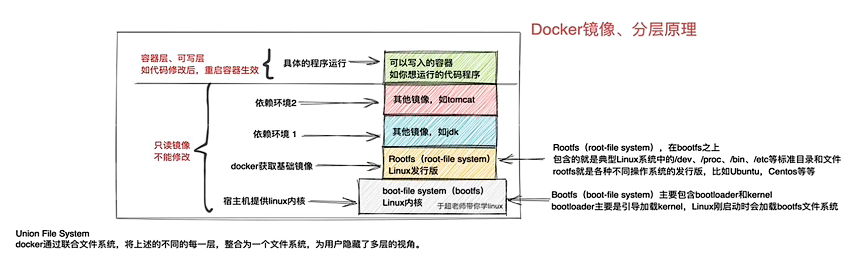 Docker镜像、分层原理
容器层、可写层
如代码修改后，重启容器生效
具体的程序运行
可以写入的容器
如你想运行的代码程序
依赖环境2
其他镜像，如tomcat
只读镜像
不能修改
依赖环境 1
其他镜像，如jdk
docker获取基础镜像
Rootfs（root-file system）
Linux发行版
Rootfs（root-file system），在bootfs之上
包含的就是典型Linux系统中的/dev、/proc、/bin、/etc等标准目录和文件
rootfs就是各种不同操作系统的发行版，比如Ubuntu，Centos等等
宿主机提供linux内核
boot-file system（bootfs）
Linux内核
于超老师带你学linux
Bootfs（boot-file system）主要包含bootloader和kernel
bootloader主要是引导加载kernel，Linux刚启动时会加载bootfs文件系统
Union File System
docker通过联合文件系统，将上述的不同的每一层，整合为一个文件系统，为用户隐藏了多层的视角。